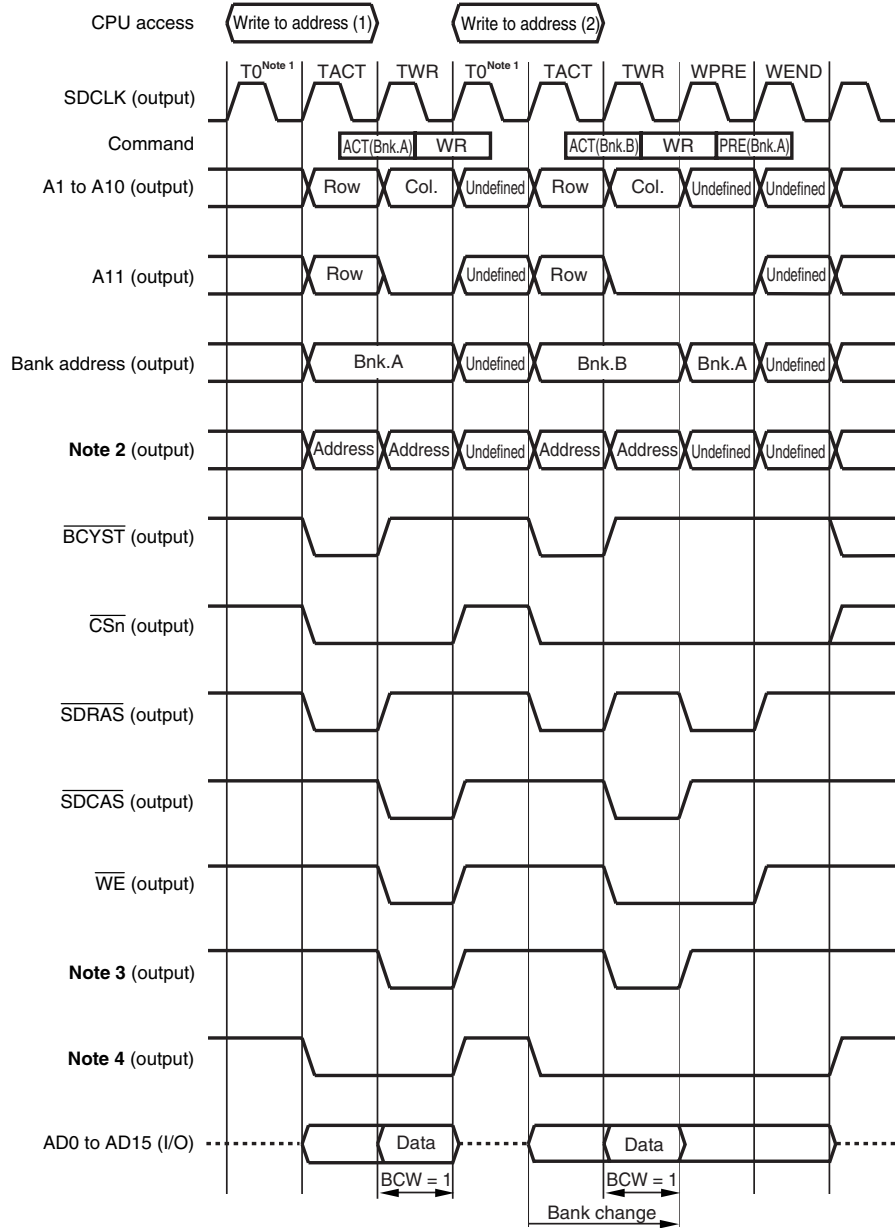 CPU access Write to address (1) Write to address (2)
T0Note 1 TACT TWR T0Note 1 TACT TWR WPRE WEND
SDCLK (output)
Command ACT(Bnk.A) WR ACT(Bnk.B) WR PRE(Bnk.A)
A1 to A10 (output) Row Col. Undefined Row Col. Undefined Undefined
A11 (output) Row Undefined Row Undefined
Bank address (output) Bnk.A Undefined Bnk.B Bnk.A Undefined
Note 2 (output) Address Address Undefined Address Address Undefined Undefined
BCYST (output)
CSn (output)
SDRAS (output)
SDCAS (output)
WE (output)
Note 3 (output)
Note 4 (output)
AD0 to AD15 (I/O) Data Data
BCW = 1 BCW = 1
Bank change